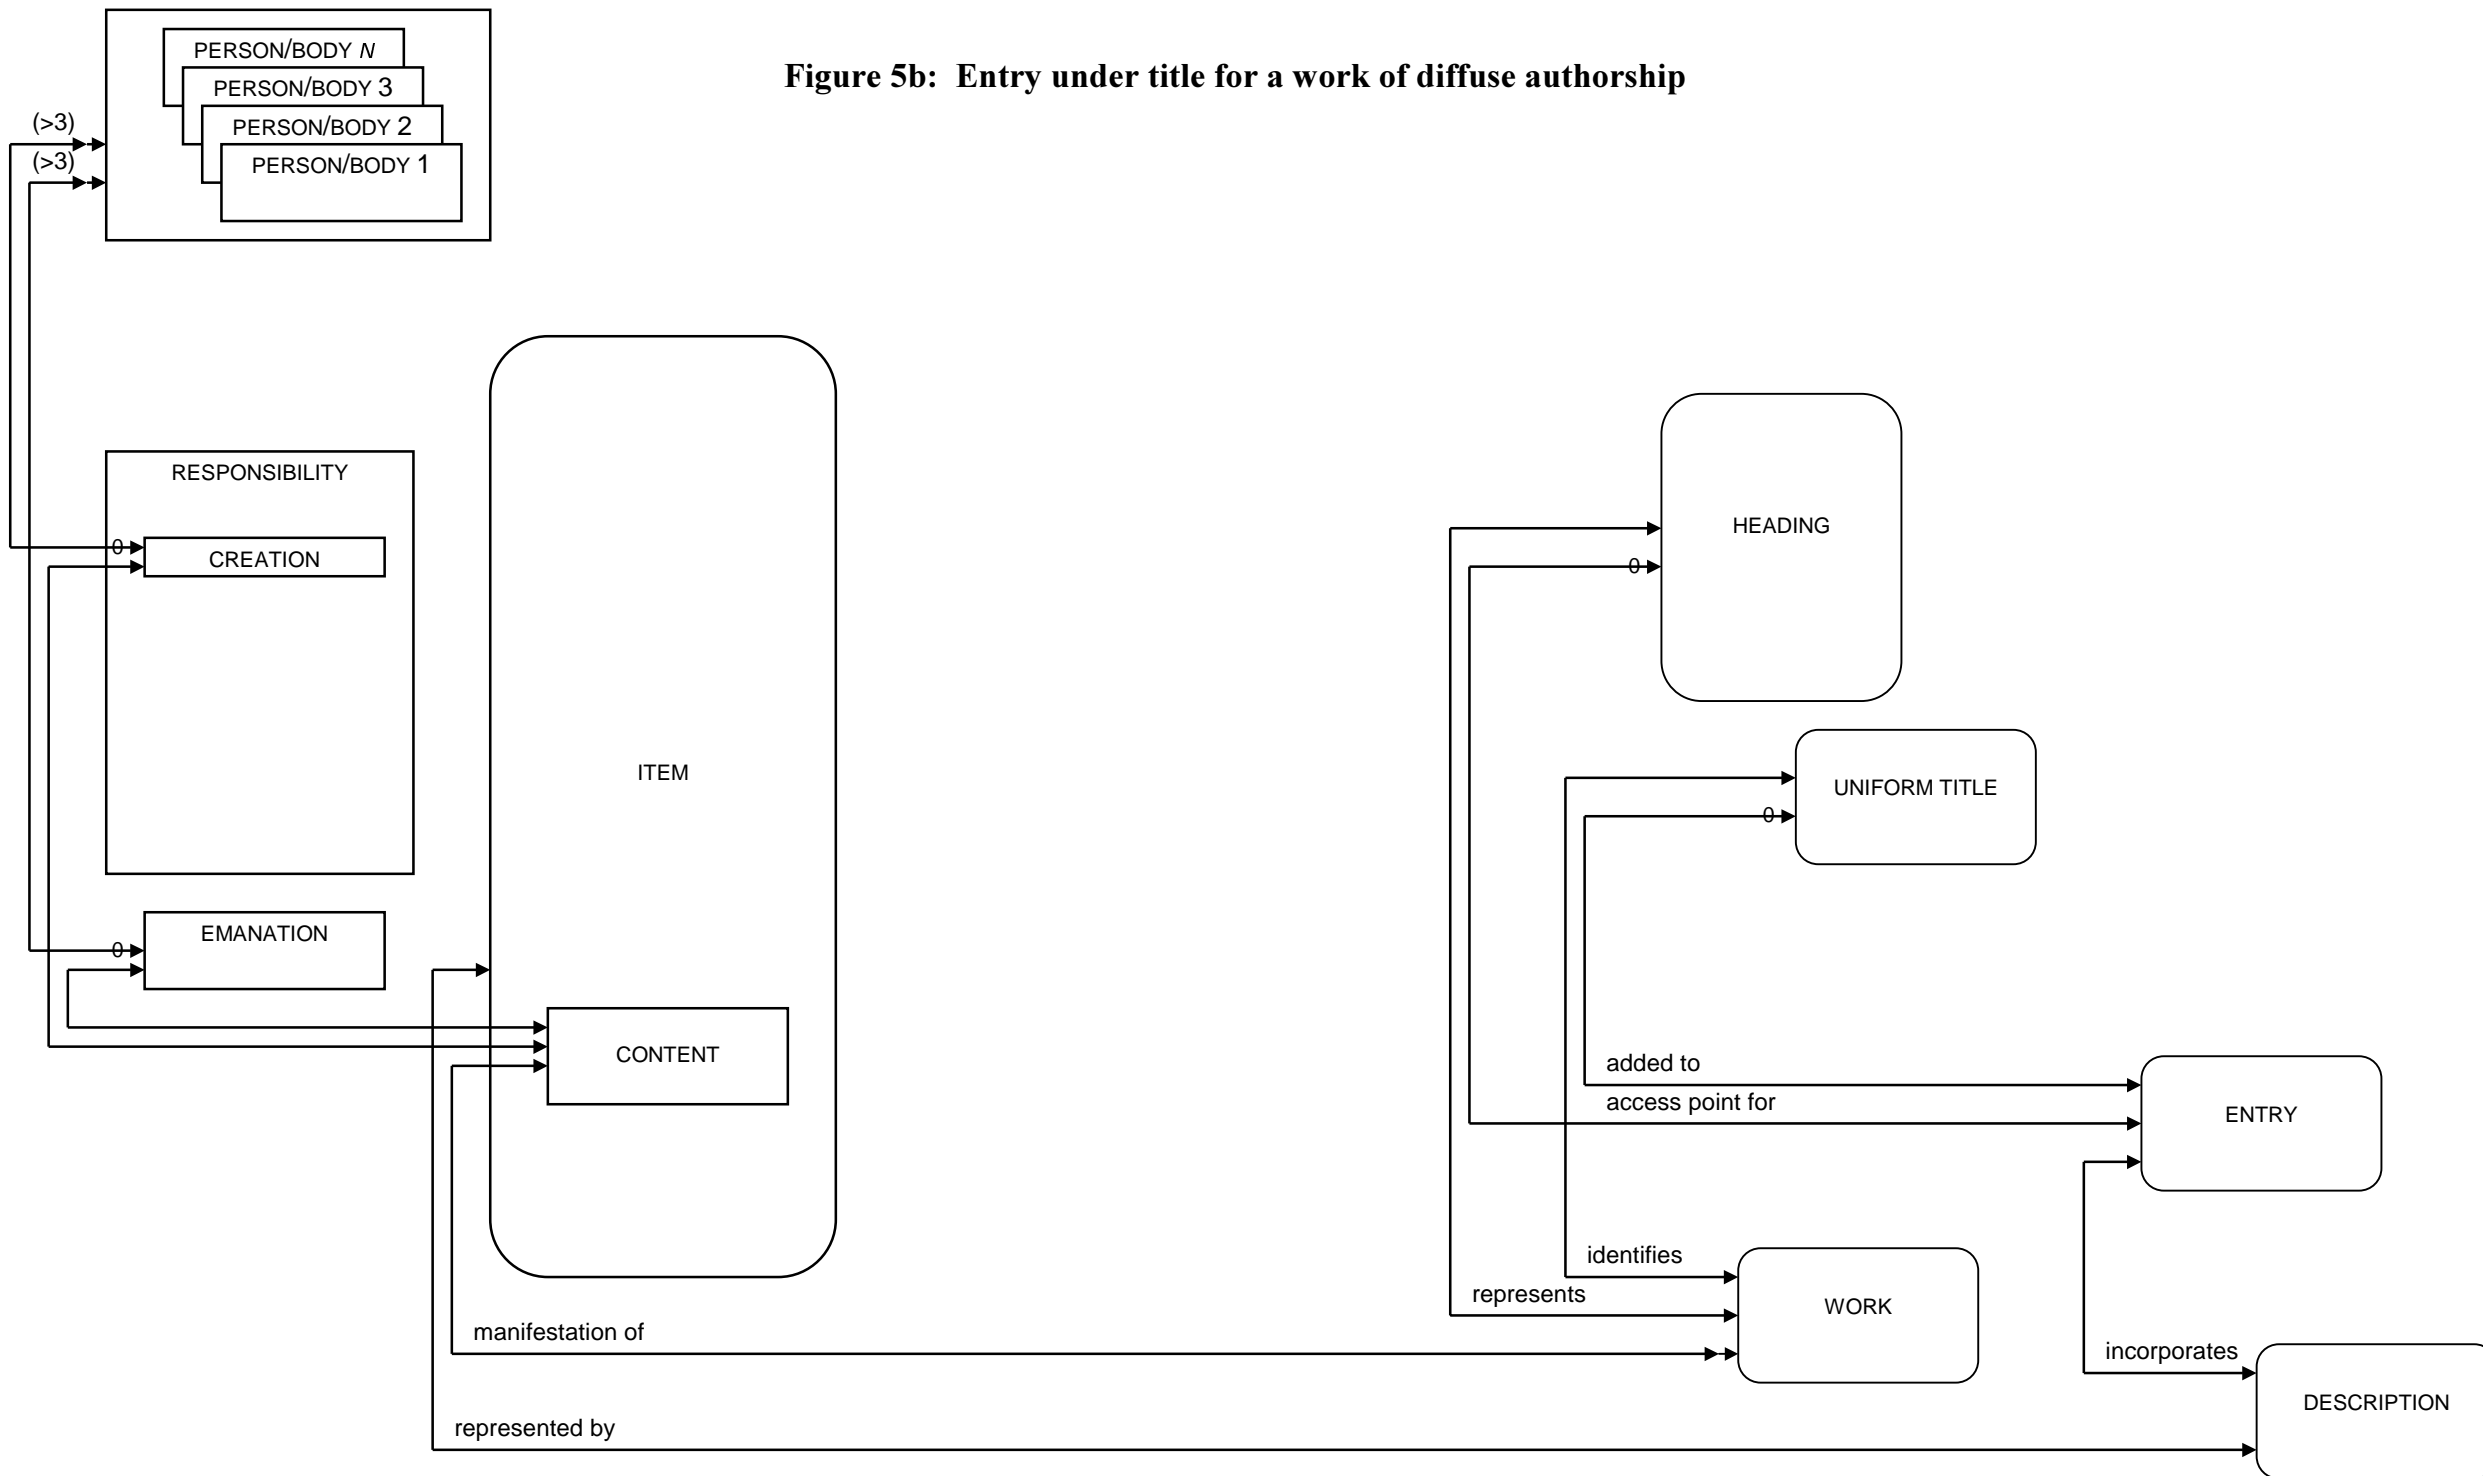 Figure 5b: Entry under title for a work of diffuse authorship
PERSON/BODY N
PERSON/BODY 3
PERSON/BODY 2
PERSON/BODY 1
(>3)
(>3)
RESPONSIBILITY
0
CREATION
0
EMANATION
ITEM
CONTENT
HEADING
0
UNIFORM TITLE
0
added to
access point for
ENTRY
identifies
represents
WORK
manifestation of
incorporates
DESCRIPTION
represented by